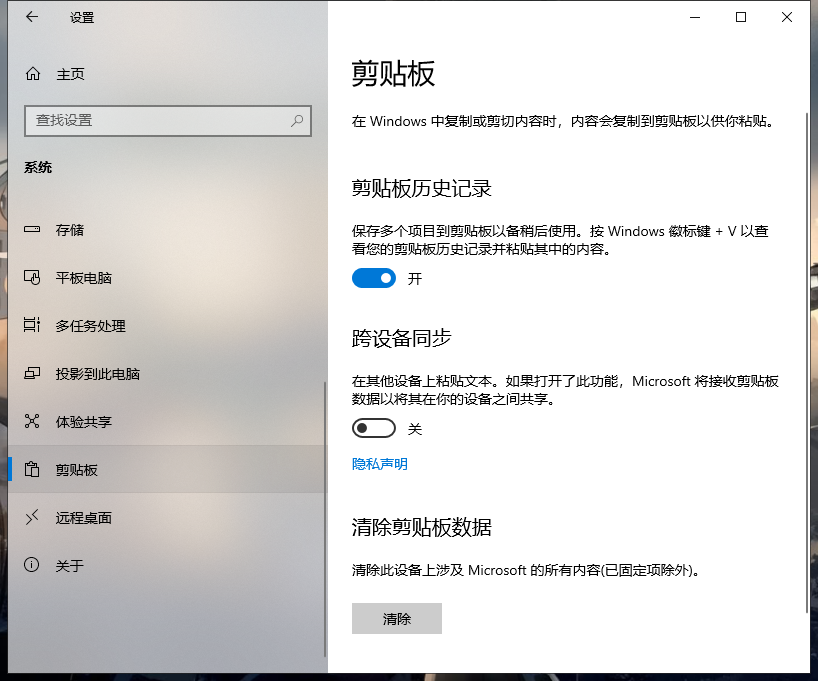 设置
主页
查找设置
系统
存储
平板电脑
多任务处理
投影到此电脑
体验共享
剪贴板
远程桌面
关于
剪贴板
在 Windows 中复制或剪切内容时，内容会复制到剪贴板以供你粘贴。
剪贴板历史记录
保存多个项目到剪贴板以备稍后使用。按 Windows 徽标键 + V 以查
看您的剪贴板历史记录并粘贴其中的内容。
开
跨设备同步
在其他设备上粘贴文本。如果打开了此功能，Microsoft 将接收剪贴板
数据以将其在你的设备之间共享。
关
隐私声明
清除剪贴板数据
清除此设备上涉及 Microsoft 的所有内容(已固定项除外)。
清除